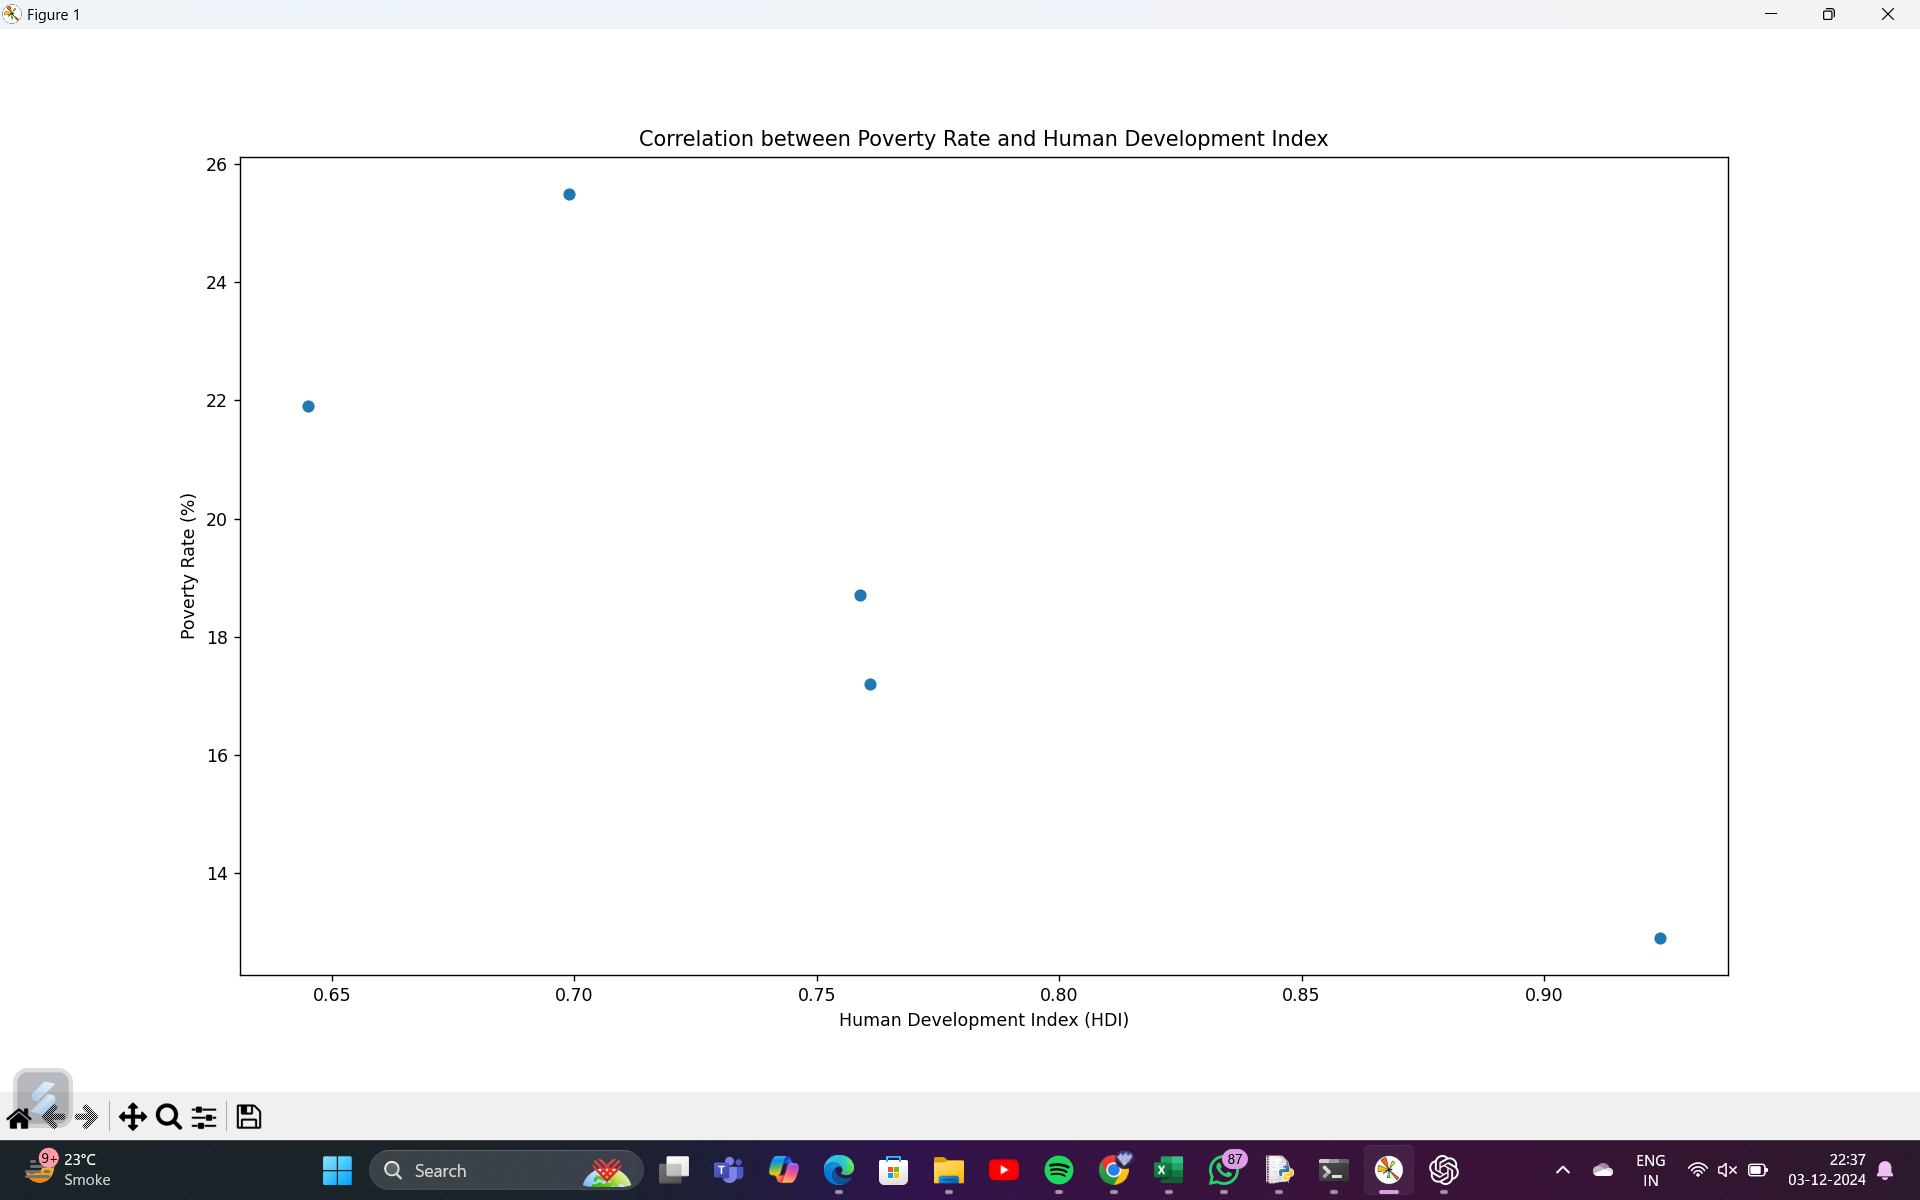 Figure 1
Correlation between Poverty Rate and Human Development Index
26
24
22
20
18
16
14
Poverty Rate (%)
0.65 0.70 0.75 0.80 0.85 0.90
Human Development Index (HDI)
9+
23°C
Smoke
Search
87
ENG
IN
22:37
03-12-2024